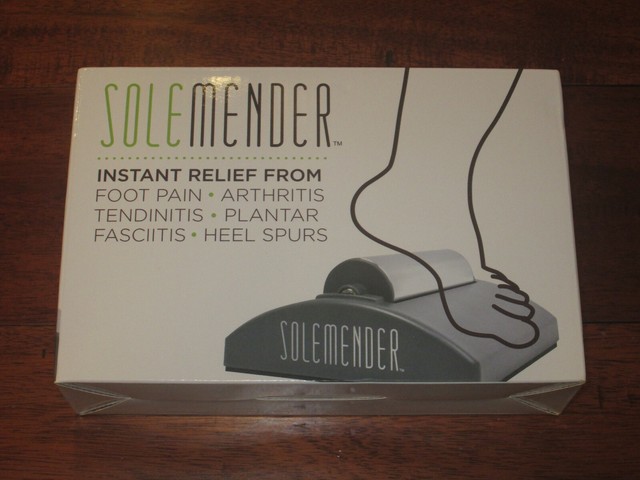 SOLEMENDER™
INSTANT RELIEF FROM
FOOT PAIN • ARTHRITIS
TENDINITIS • PLANTAR
FASCIITIS • HEEL SPURS
SOLEMENDER™